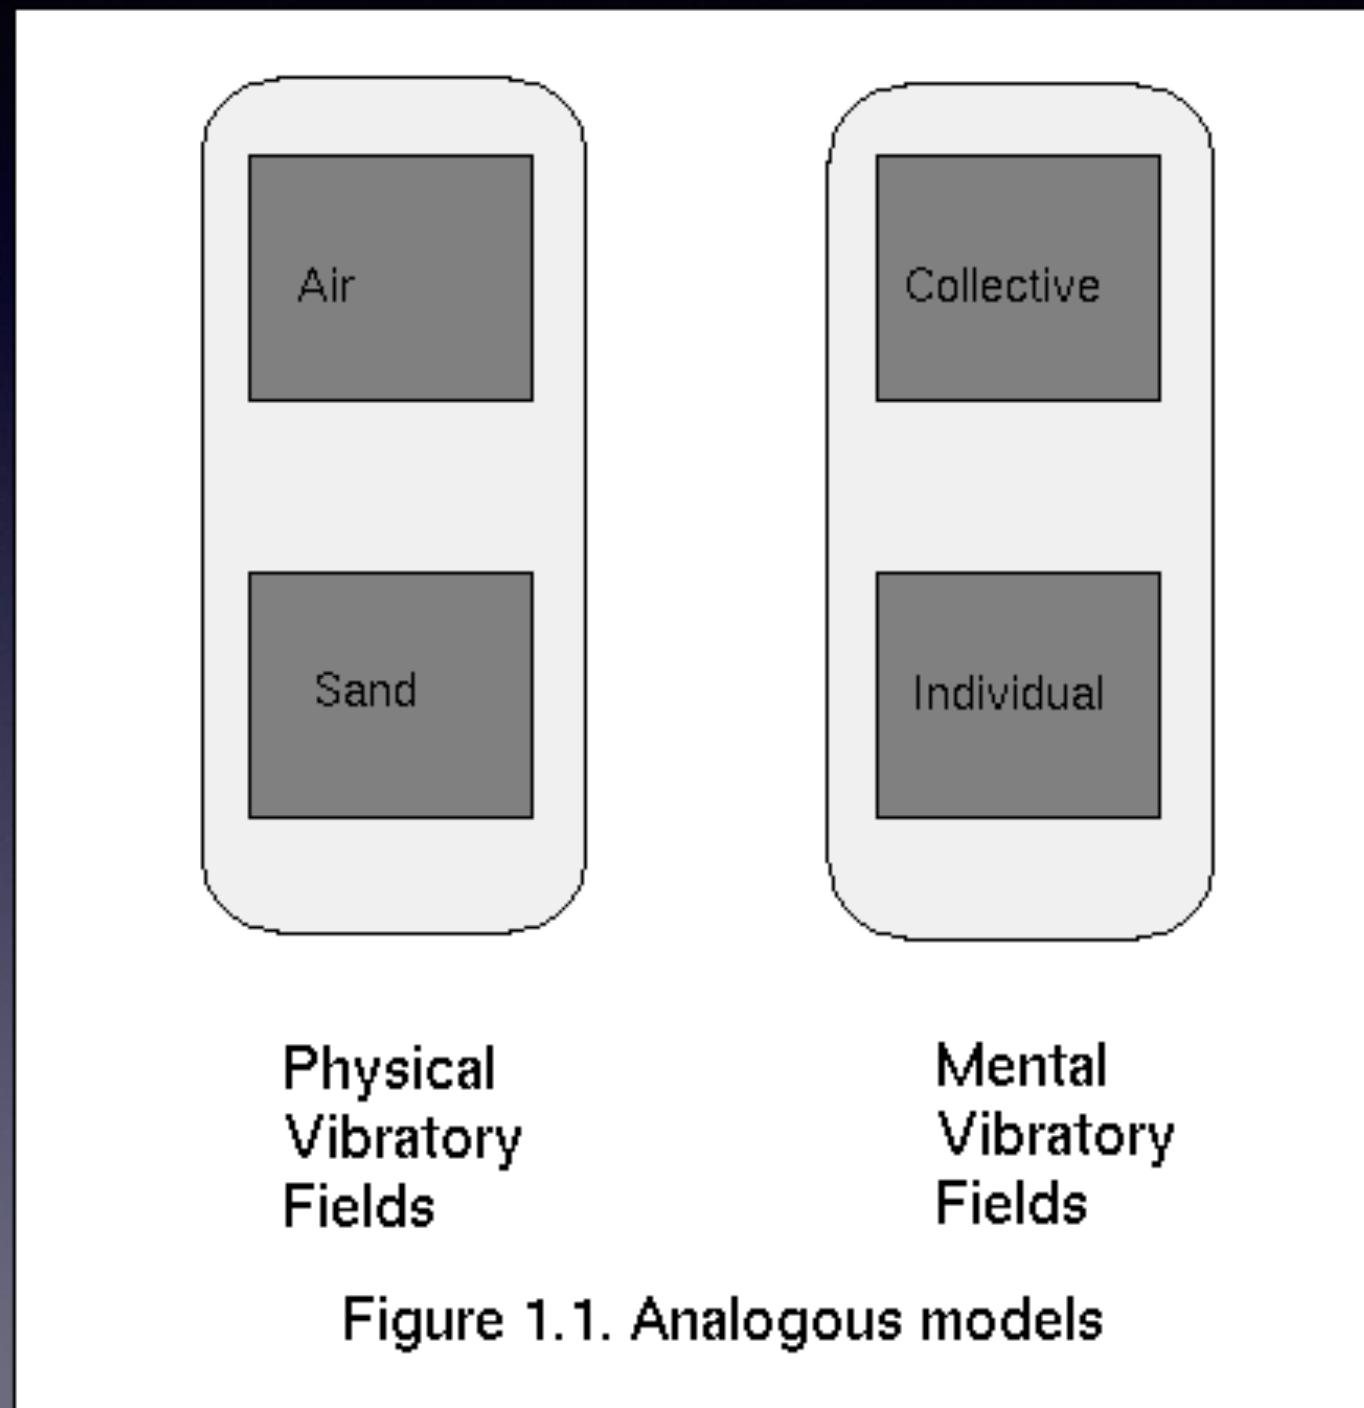 Air
Collective
Sand
Individual
Physical
Vibratory
Fields
Mental
Vibratory
Fields
Figure 1.1. Analogous models